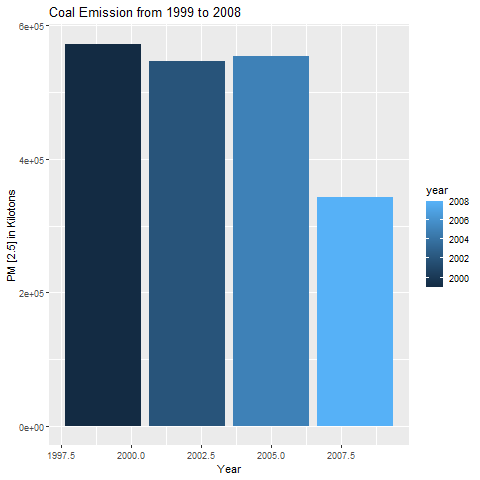 Coal Emission from 1999 to 2008
6e+05
4e+05
2e+05
0e+00
PM [2.5] in Kilotons
1997.5 2000.0 2002.5 2005.0 2007.5
Year
year
2008
2006
2004
2002
2000